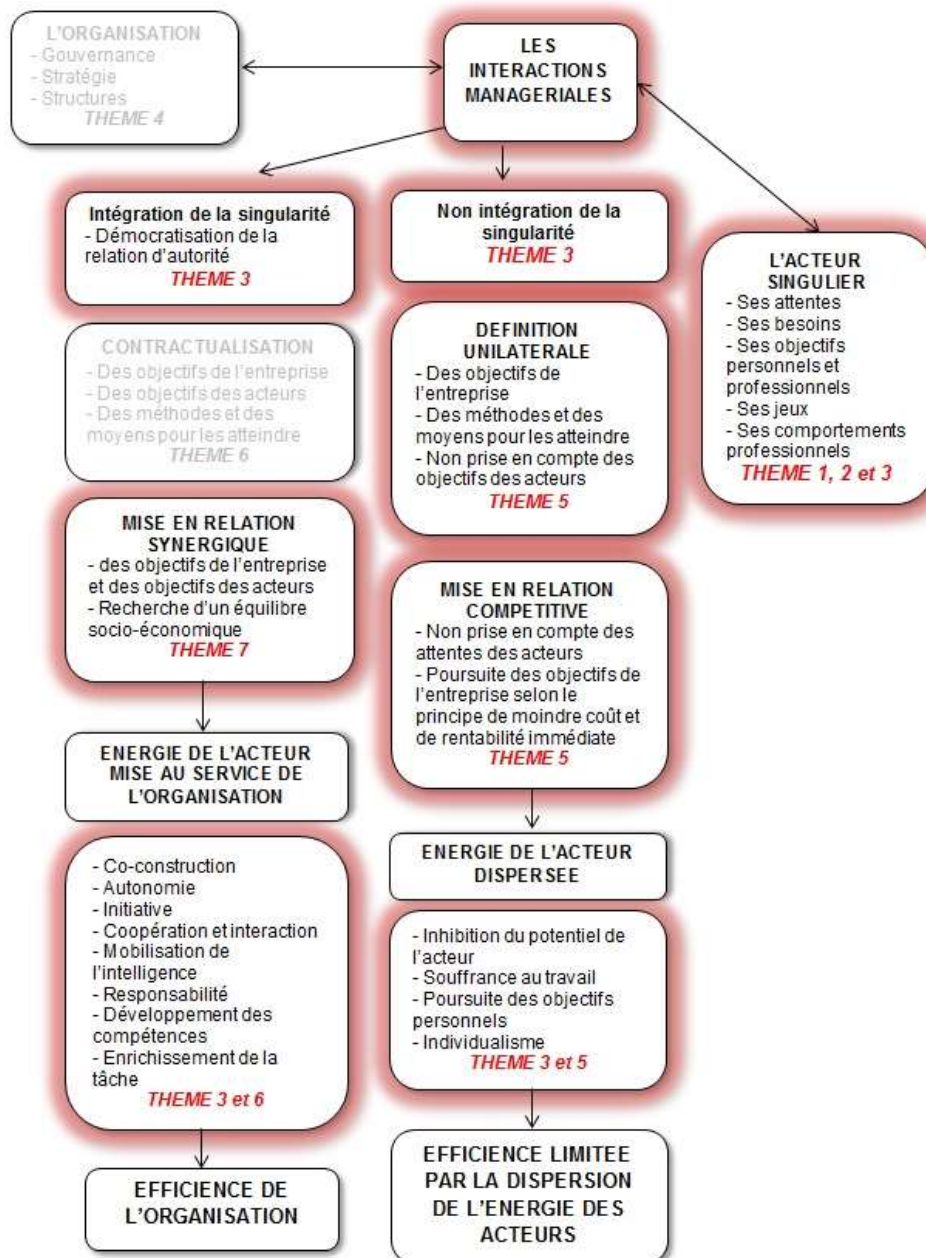 L'ORGANISATION
- Gouvernance
- Stratégie
- Structures
THEME 4
LES
INTERACTIONS
MANAGERIALES
Intégration de la singularité
- Démocratisation de la
relation d'autorité
THEME 3
Non intégration de la
singularité
THEME 3
L'ACTEUR
SINGULIER
- Ses attentes
- Ses besoins
- Ses objectifs
personnels et
professionnels
- Ses jeux
- Ses comportements
professionnels
THEME 1, 2 et 3
CONTRACTUALISATION
- Des objectifs de l'entreprise
- Des objectifs des acteurs
- Des méthodes et des
moyens pour les atteindre
THEME 6
DEFINITION
UNILATERALE
- Des objectifs de
l'entreprise
- Des méthodes et des
moyens pour les atteindre
- Non prise en compte des
objectifs des acteurs
THEME 5
MISE EN RELATION
SYNERGIQUE
- des objectifs de l'entreprise
et des objectifs des acteurs
- Recherche d'un équilibre
socio-économique
THEME 7
MISE EN RELATION
COMPETITIVE
- Non prise en compte des
attentes des acteurs
- Poursuite des objectifs de
l'entreprise selon le
principe de moindre coût et
de rentabilité immédiate
THEME 5
ENERGIE DE L'ACTEUR
MISE AU SERVICE DE
L'ORGANISATION
ENERGIE DE L'ACTEUR
DISPERSEE
- Co-construction
- Autonomie
- Initiative
- Coopération et interaction
- Mobilisation de
l'intelligence
- Responsabilité
- Développement des
compétences
- Enrichissement de la
tâche
THEME 3 et 6
- Inhibition du potentiel de
l'acteur
- Souffrance au travail
- Poursuite des objectifs
personnels
- Individualisme
THEME 3 et 5
EFFICIENCE DE
L'ORGANISATION
EFFICIENCE LIMITEE
PAR LA DISPERSION
DE L'ENERGIE DES
ACTEURS